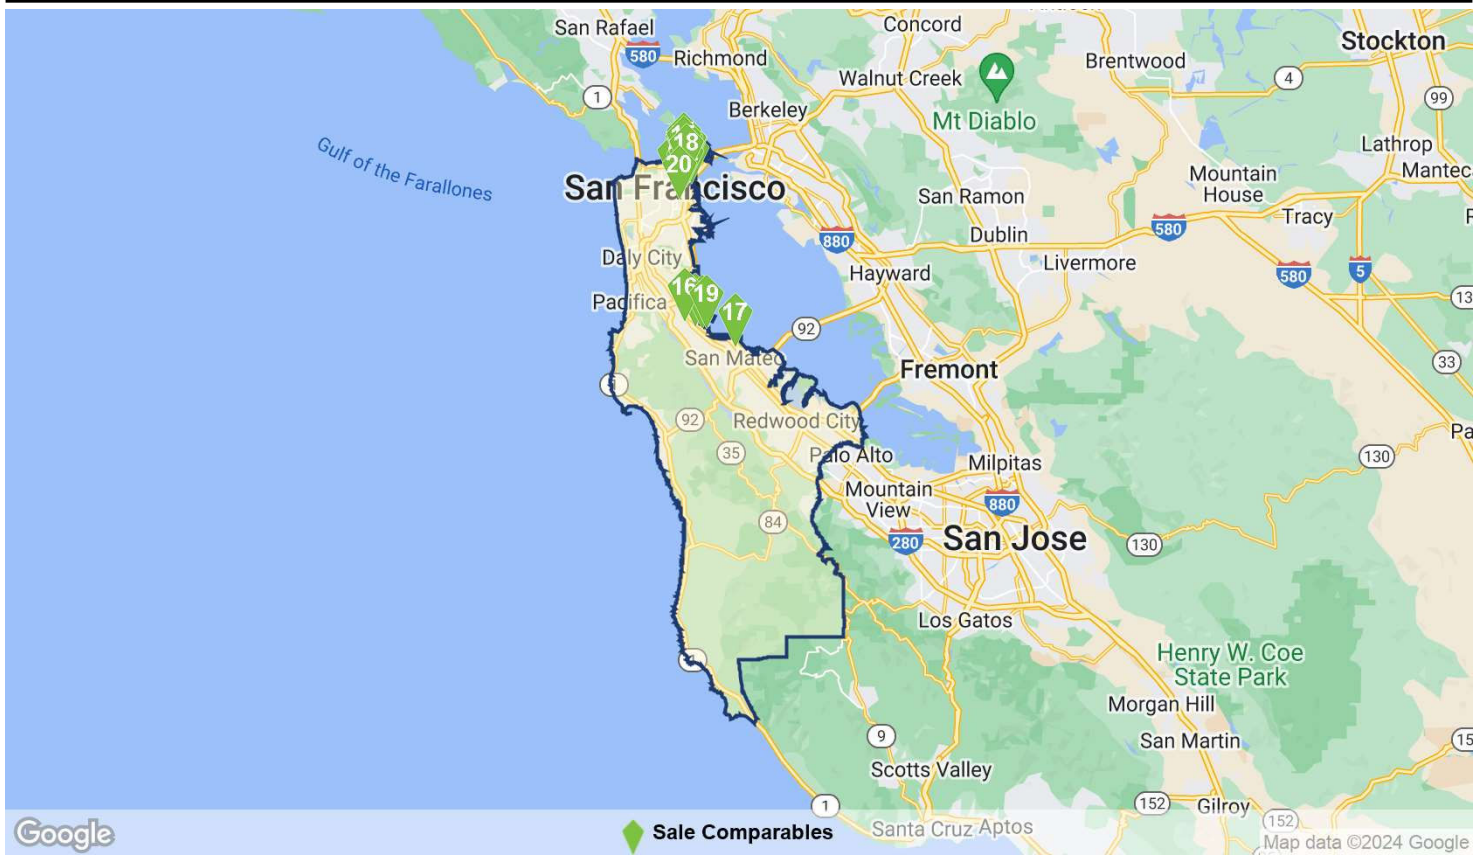 San Rafael
Concord
Stockton
580
Richmond
Brentwood
4
Walnut Creek
1
99
Berkeley
Mt Diablo
Lathrop
Gulf of the Farallones
18
20
Mountain
House
San Francisco
San Ramon
Tracy
580
Dublin
880
Daly City
Livermore
5
Hayward
580
16
19
17
Pacifica
92
San Mateo
33
Fremont
92
Redwood City
35
Palo Alto
130
Milpitas
Mountain
View
880
84
280
San Jose
130
Los Gatos
Henry W. Coe
State Park
Morgan Hill
9
San Martin
Scotts Valley
1
152
Gilroy
Google
Sale Comparables
Santa Cruz
Aptos
152
Map data ©2024 Google